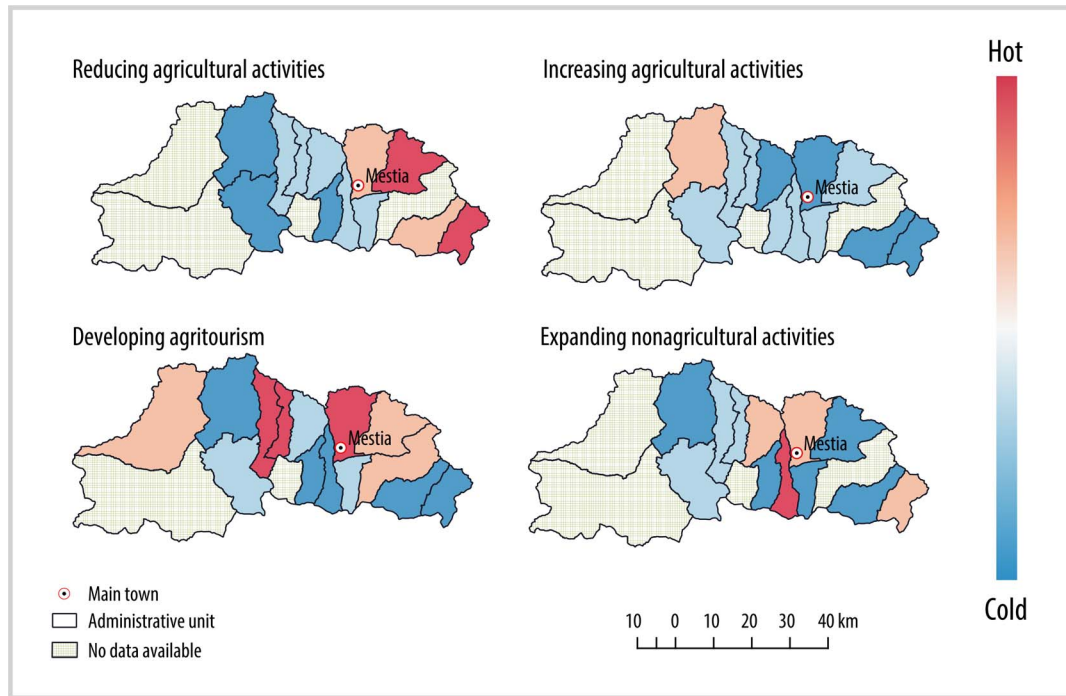 Reducing agricultural activities
Mestia
Increasing agricultural activities
Mestia
Hot
Developing agritourism
Mestia
Expanding nonagricultural activities
Mestia
Cold
Main town
Administrative unit
No data available
10 0 10 20 30 40 km